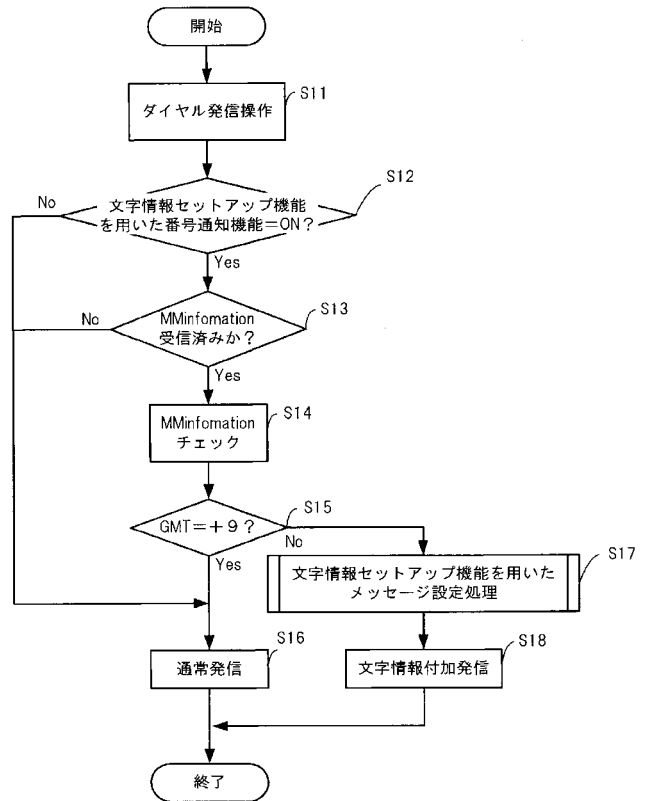 開始
ダイヤル発信操作
S11
文字情報セットアップ機能
を用いた番号通知機能=ON?
S12
No
Yes
MMinfomation
受信済みか?
S13
No
Yes
MMinfomation
チェック
S14
GMT=+9?
S15
No
Yes
文字情報セットアップ機能を用いた
メッセージ設定処理
S17
通常発信
S16
文字情報付加発信
S18
終了